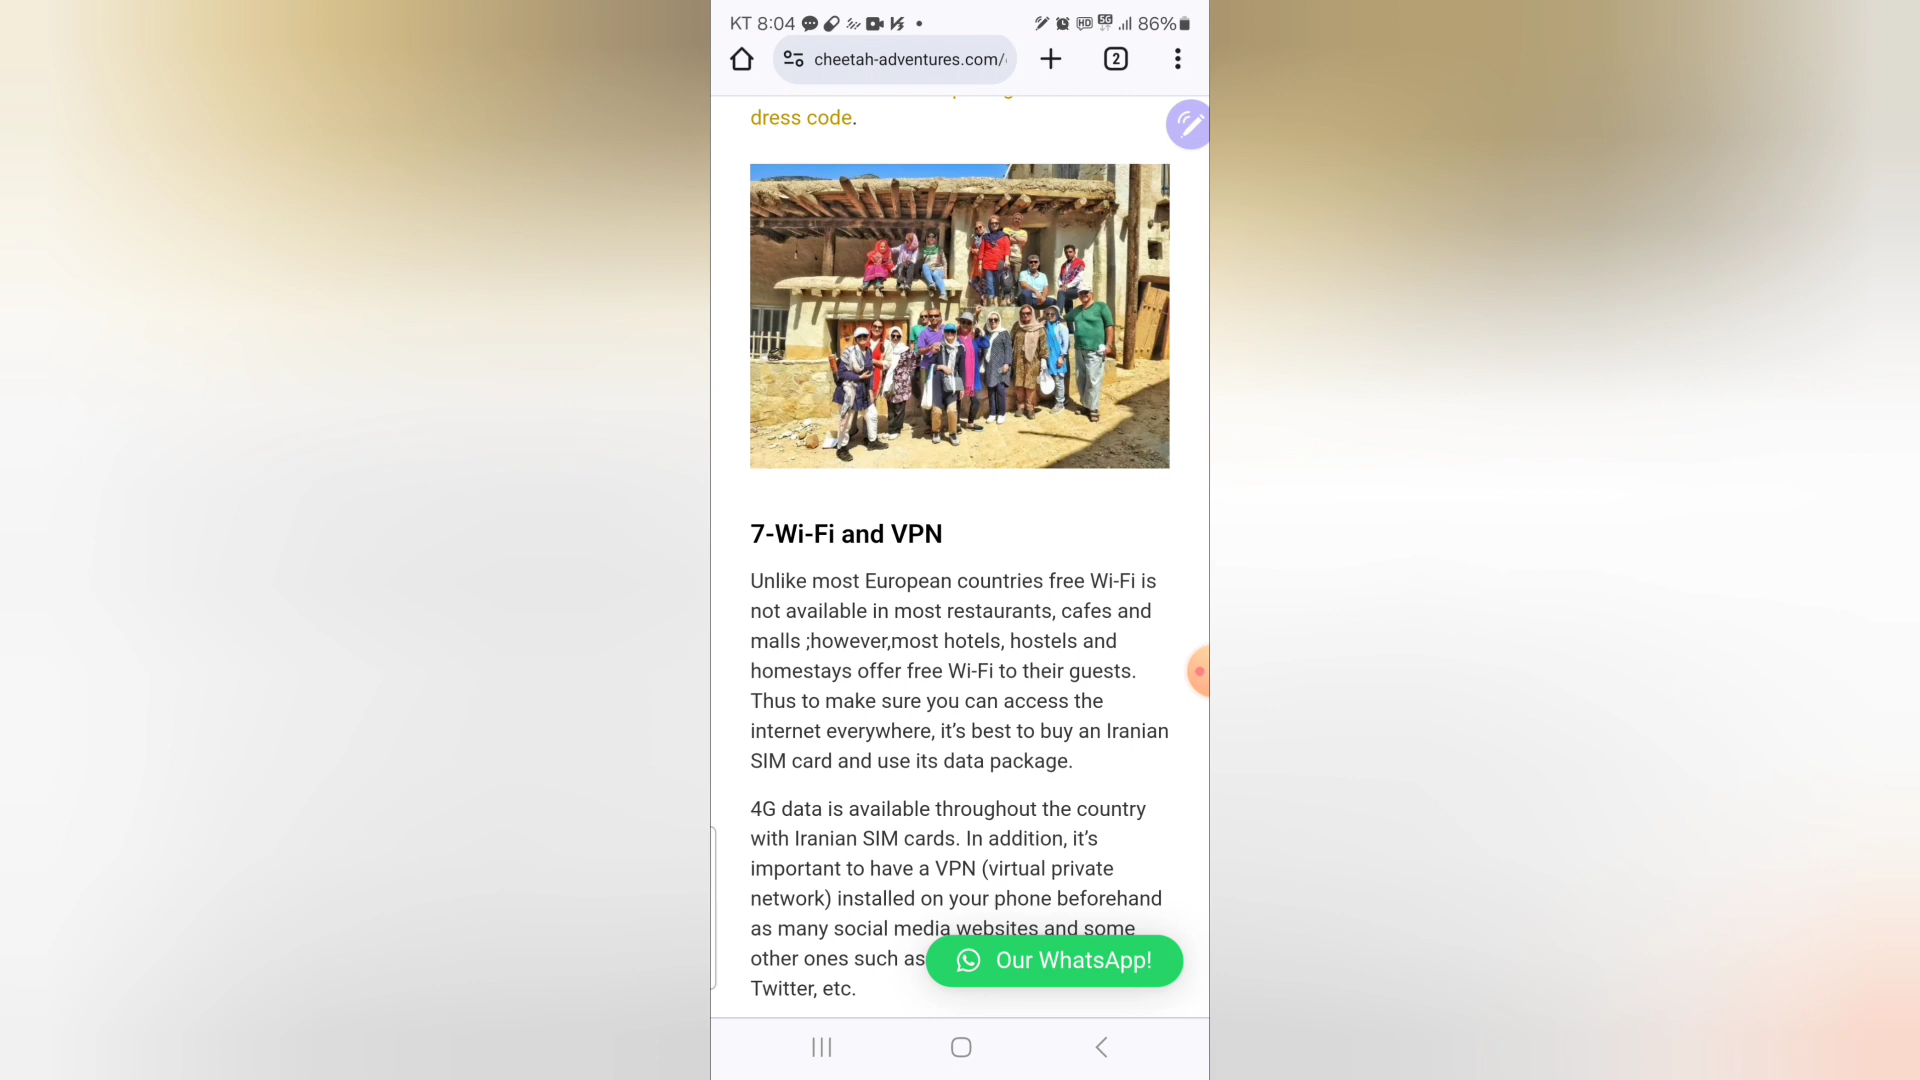 KT 8:04
HD 5G 86%
cheetah-adventures.com/
2
dress code.
7-Wi-Fi and VPN
Unlike most European countries free Wi-Fi is
not available in most restaurants, cafes and
malls ;however,most hotels, hostels and
homestays offer free Wi-Fi to their guests.
Thus to make sure you can access the
internet everywhere, it’s best to buy an Iranian
SIM card and use its data package.
4G data is available throughout the country
with Iranian SIM cards. In addition, it’s
important to have a VPN (virtual private
network) installed on your phone beforehand
as many social media websites and some
other ones such as
Our WhatsApp!
Twitter, etc.